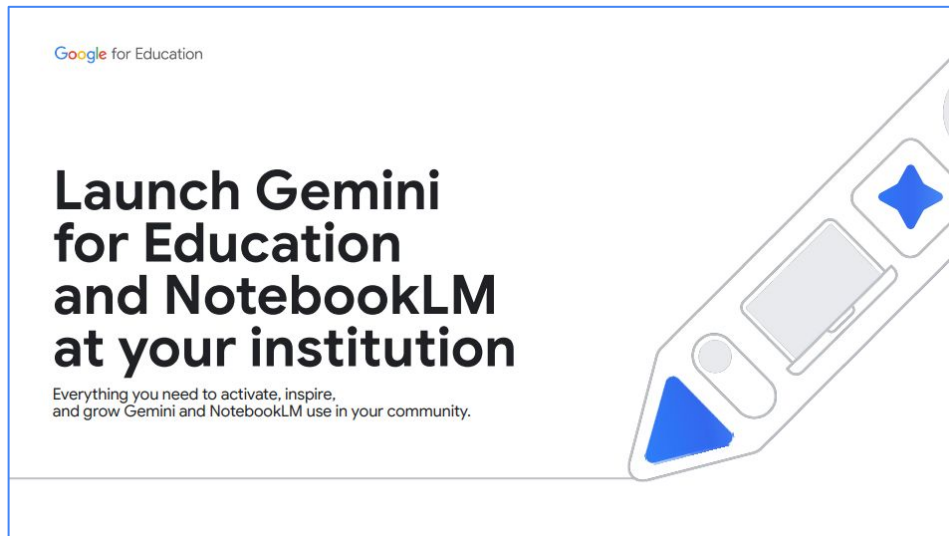 Google for Education
Launch Gemini
for Education
and NotebookLM
at your institution
Everything you need to activate, inspire,
and grow Gemini and NotebookLM use in your community.